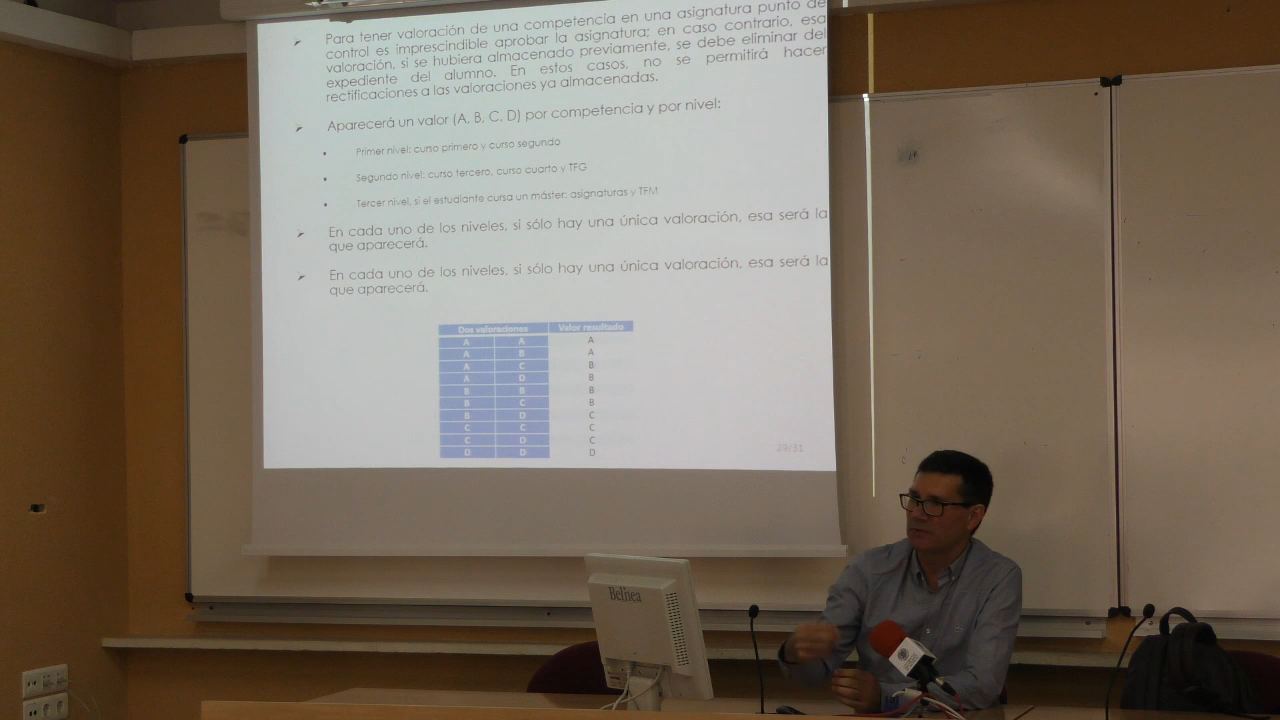 Para tener valoración de una competencia en una asignatura punto de
control es imprescindible aprobar la asignatura; en caso contrario, esa
valoración, si se hubiera almacenado previamente, se debe eliminar del
expediente del alumno. En estos casos, no se permitirá hacer
rectificaciones a las valoraciones ya almacenadas.
Aparecerá un valor (A, B, C, D) por competencia y por nivel:
Primer nivel: curso primero y curso segundo
Segundo nivel: curso tercero, curso cuarto y TFG
Tercer nivel, si el estudiante cursa un máster: asignaturas y TFM
En cada uno de los niveles, si sólo hay una única valoración, esa será la
que aparecerá.
En cada uno de los niveles, si sólo hay una única valoración, esa será la
que aparecerá.
Dos valoraciones Valor resultado
A A A
A B A
A C B
A D B
B B B
B C B
B D C
C C C
C D C
D D D
29/31
Belinea